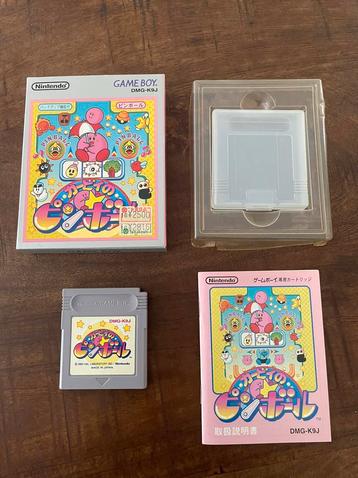 Nintendo
GAME BOY
DMG-K9J
ピンボール
カービィの
ピンボール
¥2500
Nintendo
ゲームボーイ専用カートリッジ
カービィの
ピンボール
取扱説明書
DMG-K9J
DMG-K9J
カービィの
ピンボール
Nintendo
MADE IN JAPAN